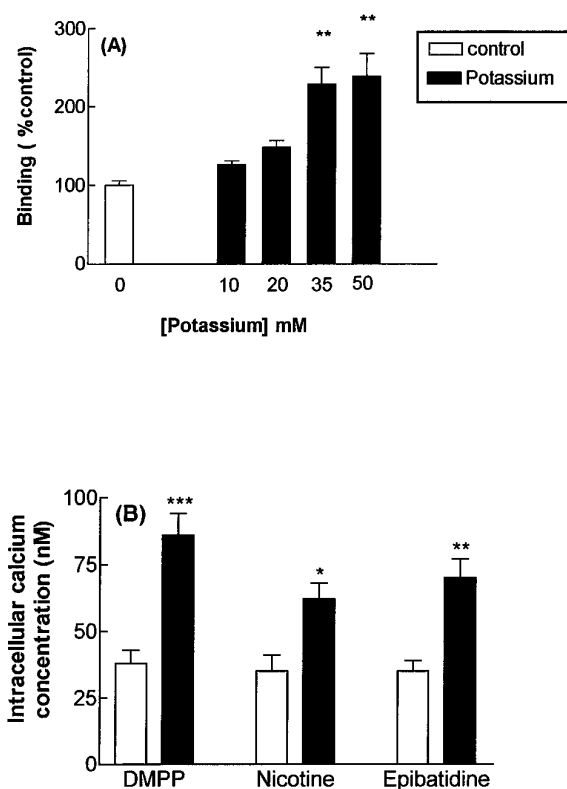 (A)
300
200
100
0
Binding ( %control)
** **
control
Potassium
0 10 20 35 50
[Potassium] mM
(B)
100
75
50
25
0
Intracellular calcium
concentration (nM)
*** * **
DMPP Nicotine Epibatidine